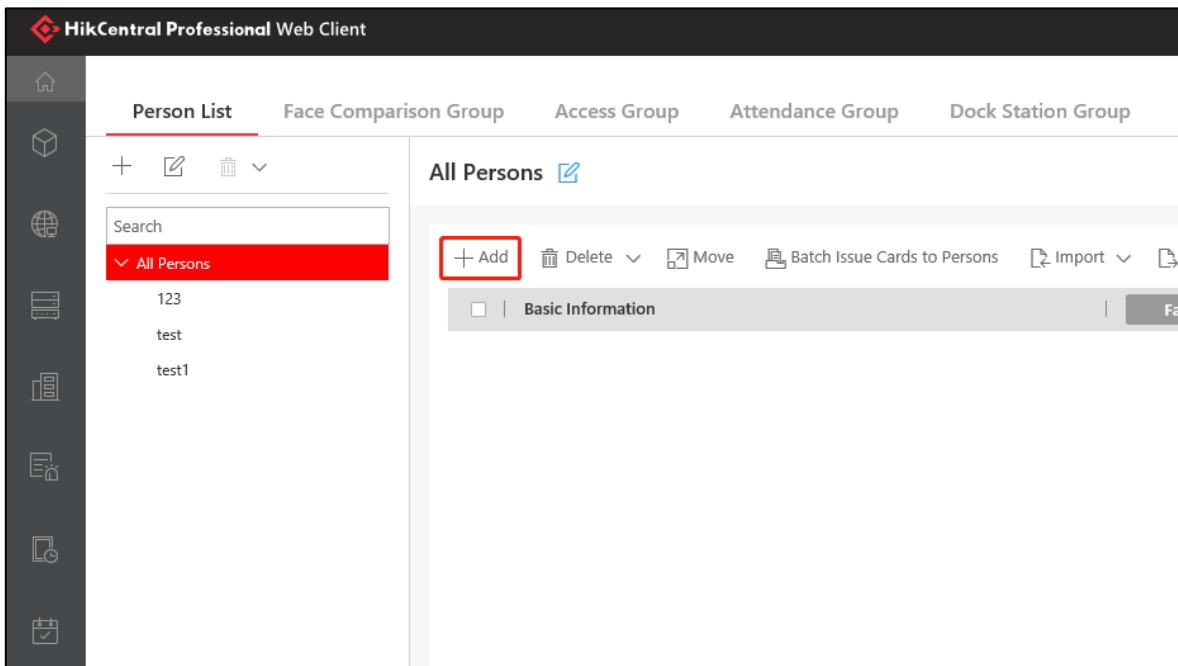 HikCentral Professional Web Client
Person List Face Comparison Group Access Group Attendance Group Dock Station Group
All Persons
Search
All Persons
123
test
test1
Add Delete Move Batch Issue Cards to Persons Import
Basic Information Fa